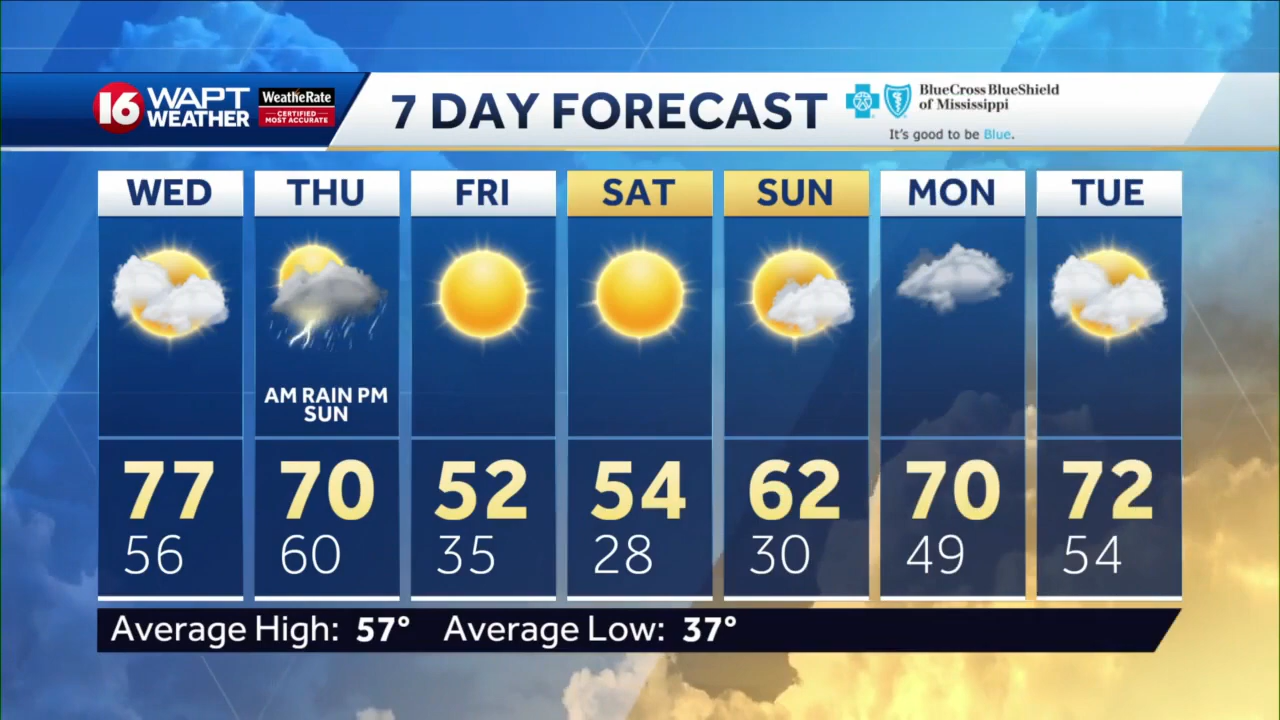 16 WAPT WEATHER
WeatheRate
CERTIFIED
MOST ACCURATE
7 DAY FORECAST
BlueCross BlueShield
of Mississippi
It's good to be Blue.
WED THU FRI SAT SUN MON TUE
AM RAIN PM
SUN
77 70 52 54 62 70 72
56 60 35 28 30 49 54
Average High: 57° Average Low: 37°